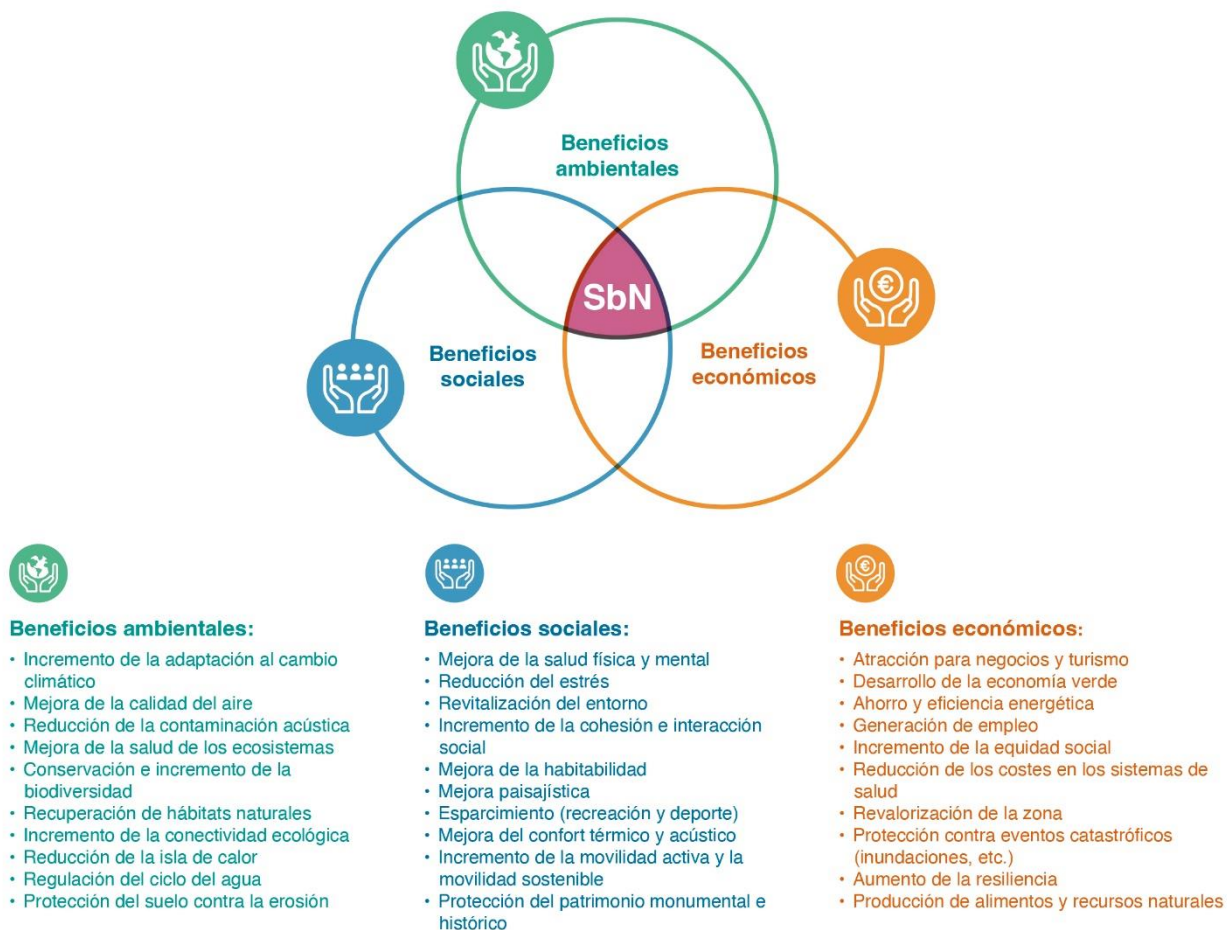 Beneficios
ambientales
SbN
Beneficios
sociales
Beneficios
económicos
€
Beneficios ambientales:
• Incremento de la adaptación al cambio
climático
• Mejora de la calidad del aire
• Reducción de la contaminación acústica
• Mejora de la salud de los ecosistemas
• Conservación e incremento de la
biodiversidad
• Recuperación de hábitats naturales
• Incremento de la conectividad ecológica
• Reducción de la isla de calor
• Regulación del ciclo del agua
• Protección del suelo contra la erosión
Beneficios sociales:
• Mejora de la salud física y mental
• Reducción del estrés
• Revitalización del entorno
• Incremento de la cohesión e interacción
social
• Mejora de la habitabilidad
• Mejora paisajística
• Esparcimiento (recreación y deporte)
• Mejora del confort térmico y acústico
• Incremento de la movilidad activa y la
movilidad sostenible
• Protección del patrimonio monumental e
histórico
€
Beneficios económicos:
• Atracción para negocios y turismo
• Desarrollo de la economía verde
• Ahorro y eficiencia energética
• Generación de empleo
• Incremento de la equidad social
• Reducción de los costes en los sistemas de
salud
• Revalorización de la zona
• Protección contra eventos catastróficos
(inundaciones, etc.)
• Aumento de la resiliencia
• Producción de alimentos y recursos naturales